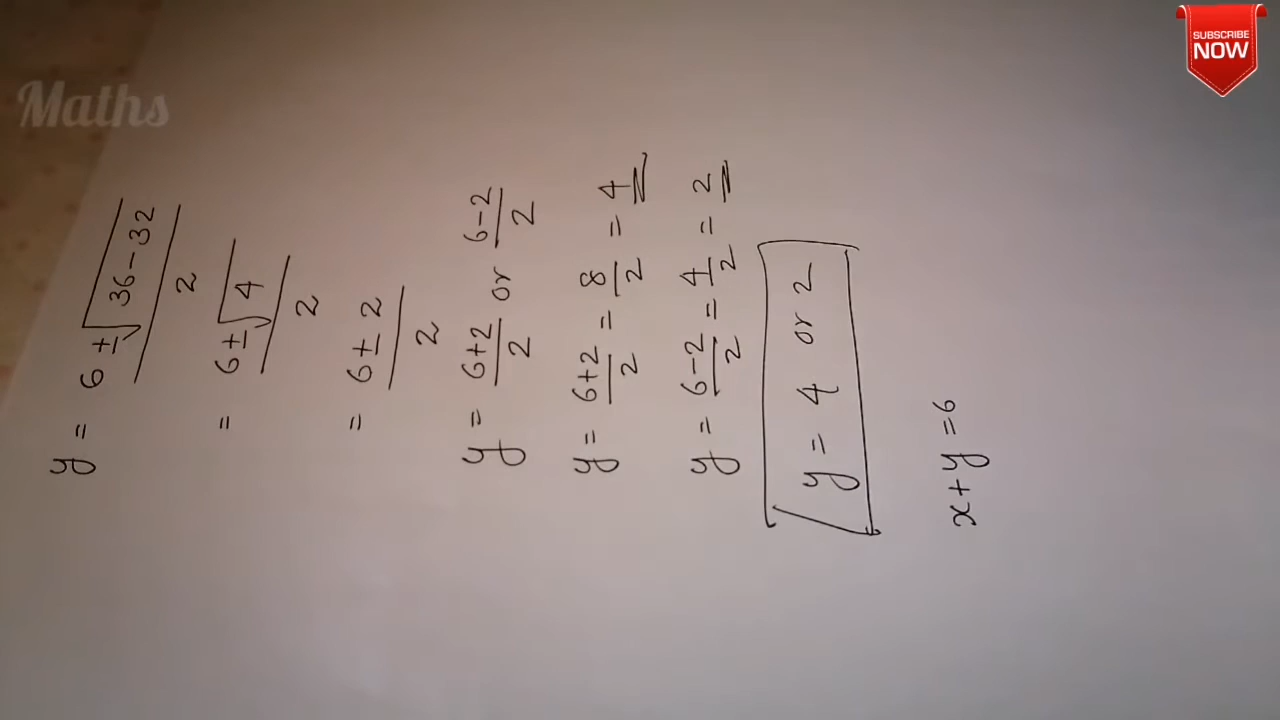 Maths
SUBSCRIBE
NOW
y = 6 ± √36 – 32 / 2
= 6 ± √4 / 2
= 6 ± 2 / 2
y = 6+2 / 2 or 6–2 / 2
y = 6+2 / 2 = 8 / 2 = 4
y = 6–2 / 2 = 4 / 2 = 2
y = 4 or 2
x + y = 6